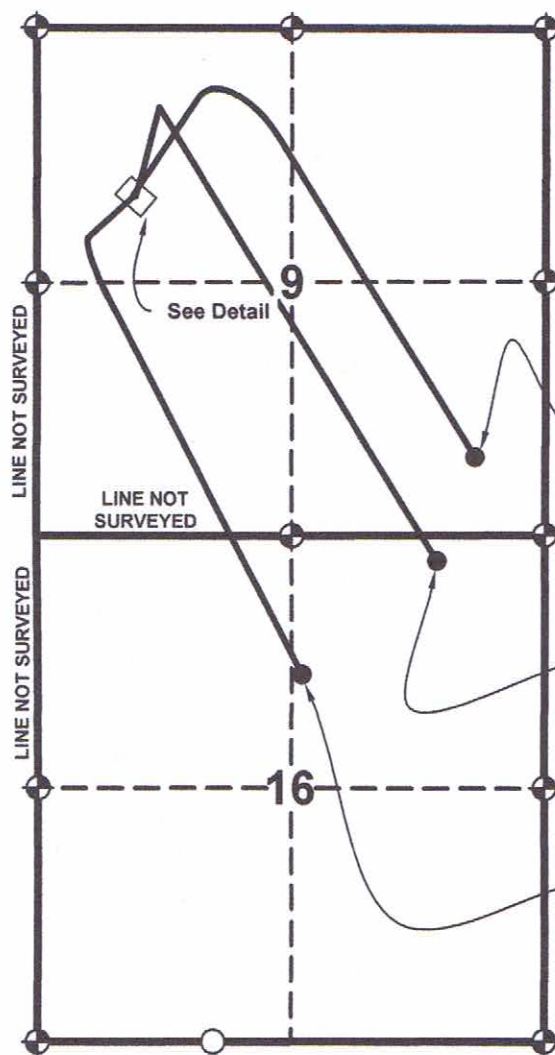 9
See Detail
LINE NOT SURVEYED
LINE NOT
SURVEYED
LINE NOT SURVEYED
16